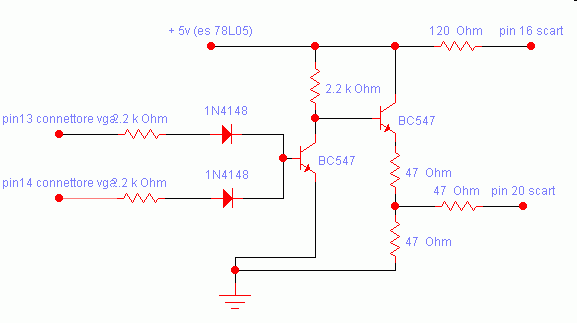 + 5v (es 78L05)
120 Ohm
pin 16 scart
2.2 k Ohm
1N4148
pin13 connettore vga
2.2 k Ohm
BC547
BC547
1N4148
pin14 connettore vga
2.2 k Ohm
47 Ohm
47 Ohm
pin 20 scart
47 Ohm